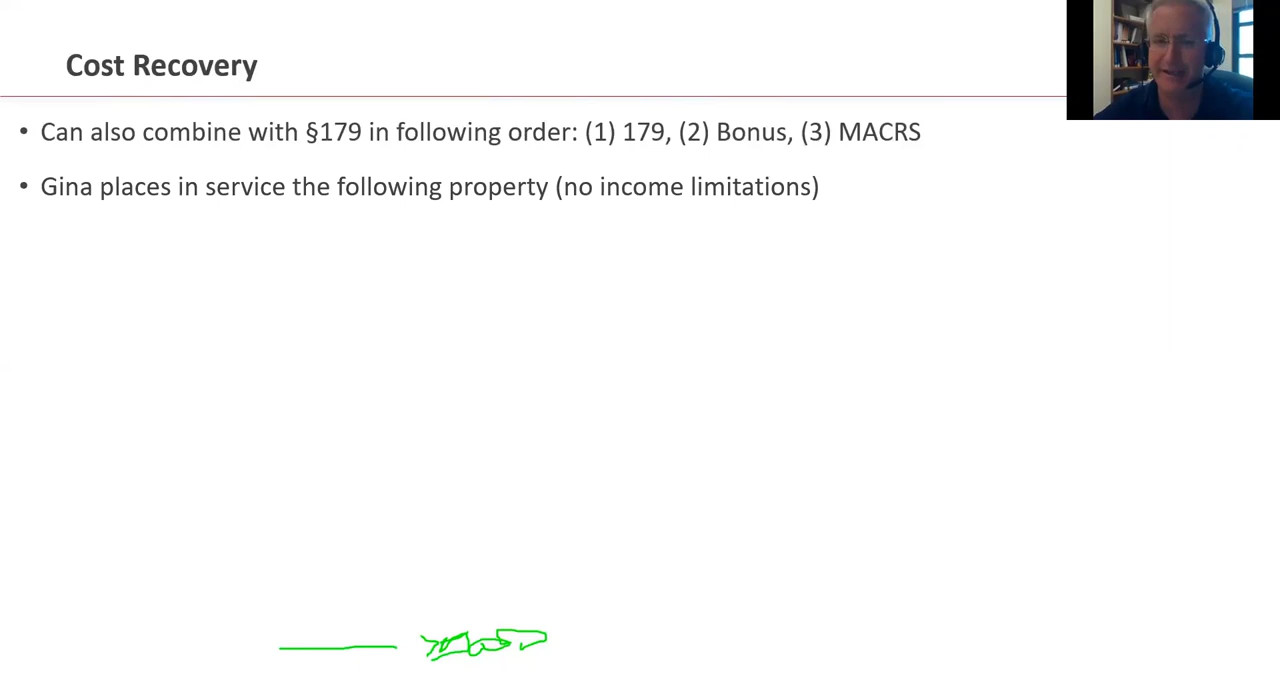 Cost Recovery
• Can also combine with §179 in following order: (1) 179, (2) Bonus, (3) MACRS
• Gina places in service the following property (no income limitations)